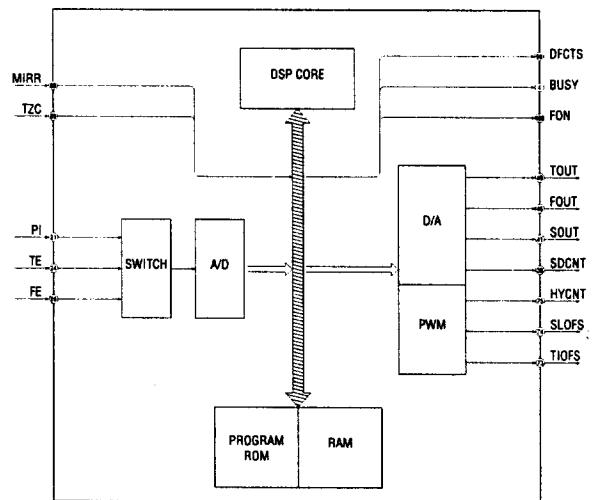 DFCTS
MIRR
DSP CORE
BUSY
TZC
FON
TOUT
FOUT
D/A
PI
SOUT
SWITCH
A/D
TE
SDCNT
FE
HYCNT
PWM
SLOFS
TIOFS
PROGRAM
ROM
RAM